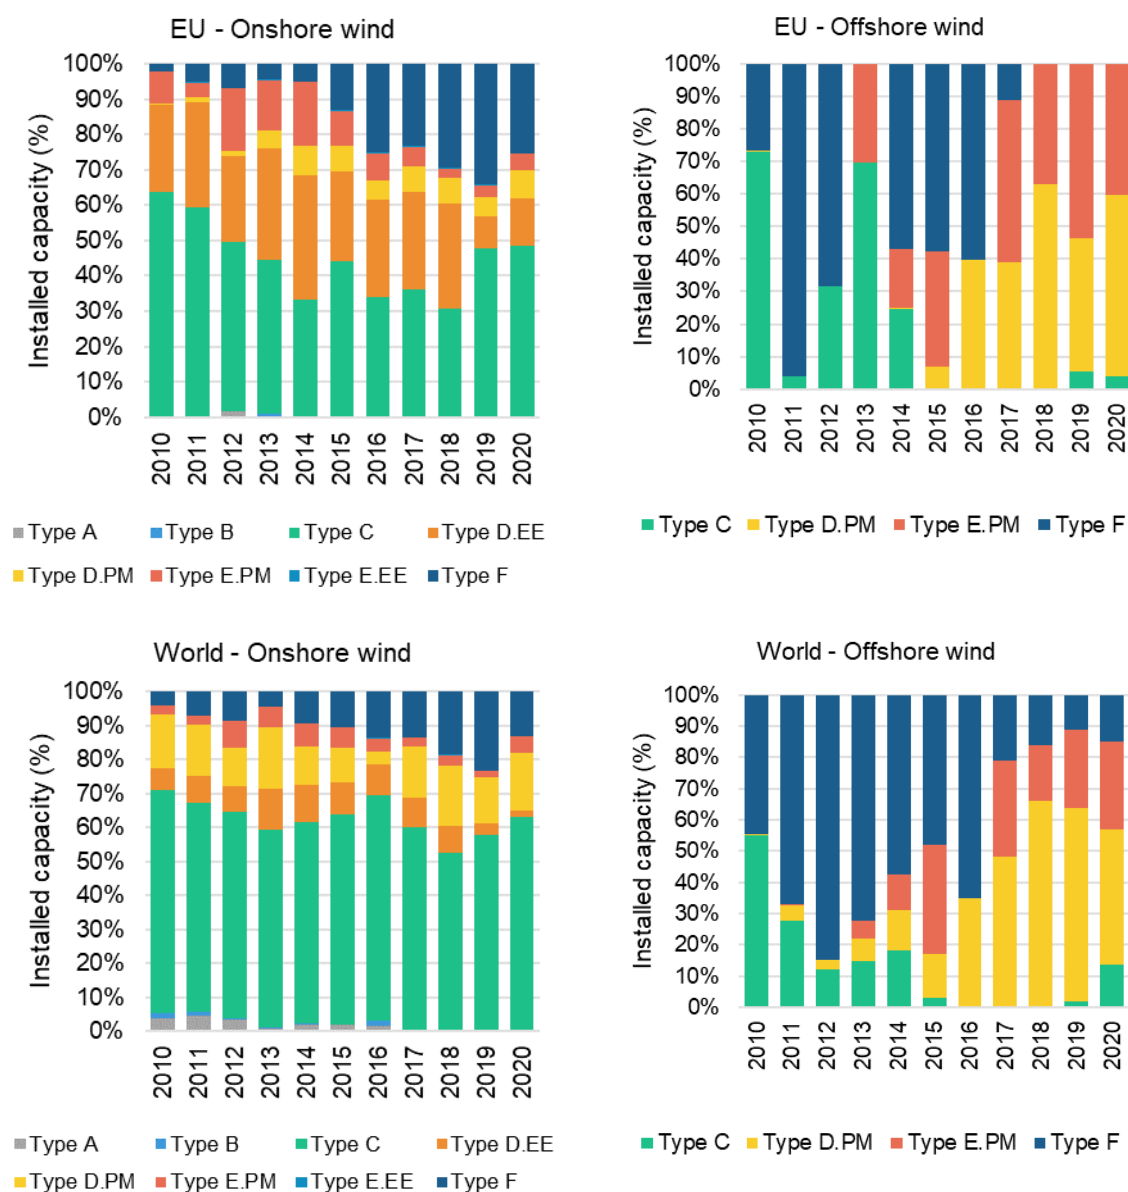 EU - Onshore wind
Installed capacity (%)
100%
90%
80%
70%
60%
50%
40%
30%
20%
10%
0%
2010 2011 2012 2013 2014 2015 2016 2017 2018 2019 2020
Type A Type B Type C Type D.EE
Type D.PM Type E.PM Type E.EE Type F
EU - Offshore wind
Installed capacity (%)
100%
90%
80%
70%
60%
50%
40%
30%
20%
10%
0%
2010 2011 2012 2013 2014 2015 2016 2017 2018 2019 2020
Type C Type D.PM Type E.PM Type F
World - Onshore wind
Installed capacity (%)
100%
90%
80%
70%
60%
50%
40%
30%
20%
10%
0%
2010 2011 2012 2013 2014 2015 2016 2017 2018 2019 2020
Type A Type B Type C Type D.EE
Type D.PM Type E.PM Type E.EE Type F
World - Offshore wind
Installed capacity (%)
100%
90%
80%
70%
60%
50%
40%
30%
20%
10%
0%
2010 2011 2012 2013 2014 2015 2016 2017 2018 2019 2020
Type C Type D.PM Type E.PM Type F